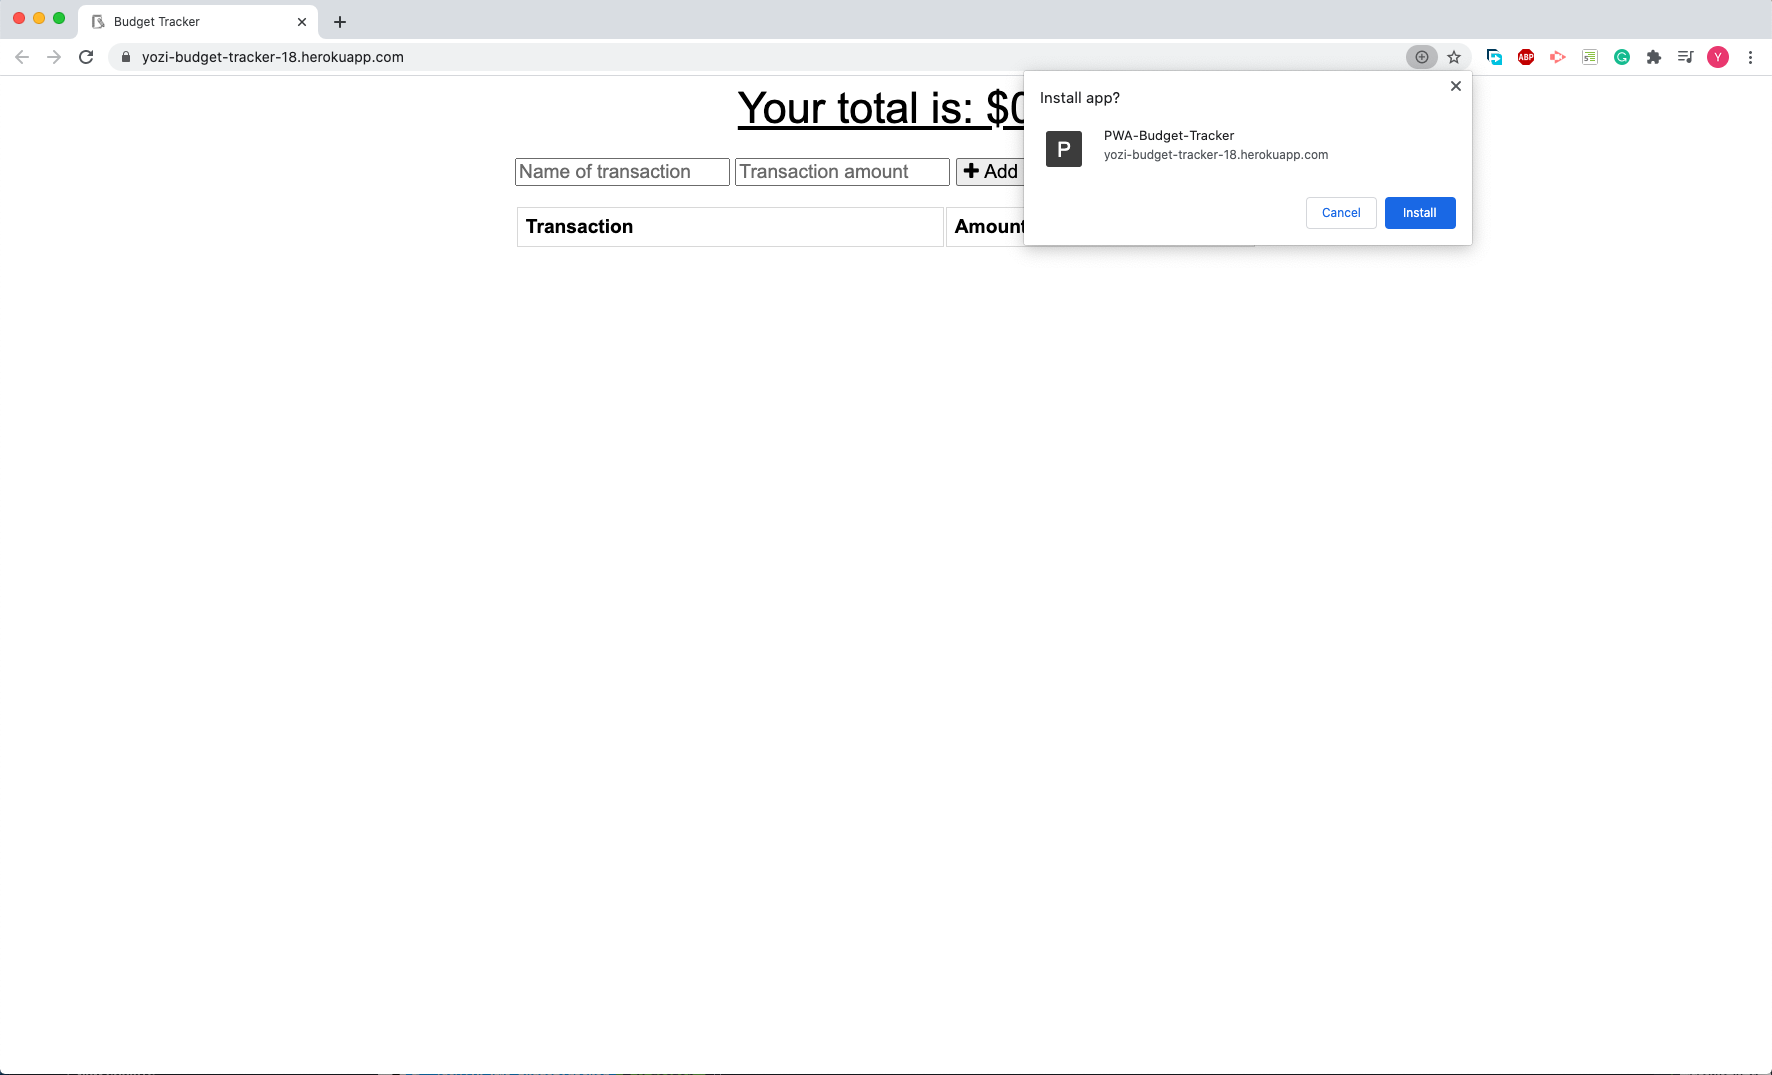 Budget Tracker
yozi-budget-tracker-18.herokuapp.com
ABP
G
Y
Install app?
P
PWA-Budget-Tracker
yozi-budget-tracker-18.herokuapp.com
Cancel
Install
Your total is: $0
Name of transaction
Transaction amount
Add
Transaction
Amount